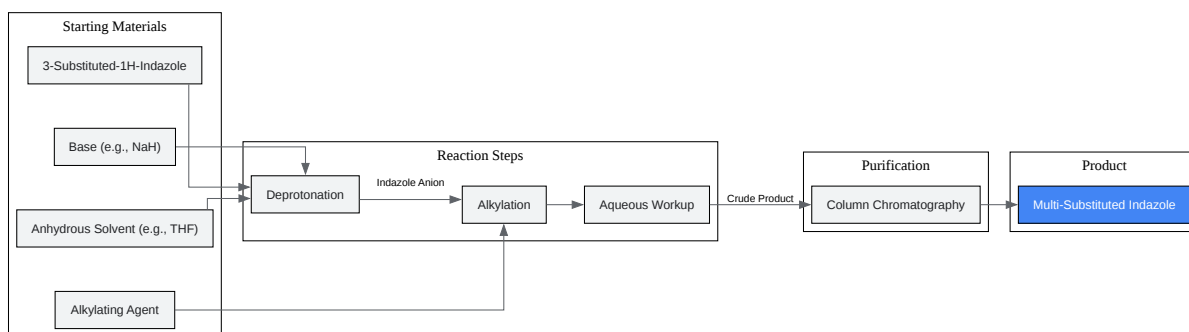 Starting Materials
3-Substituted-1H-Indazole
Base (e.g., NaH)
Anhydrous Solvent (e.g., THF)
Alkylating Agent
Reaction Steps
Deprotonation
Indazole Anion
Alkylation
Aqueous Workup
Crude Product
Purification
Column Chromatography
Product
Multi-Substituted Indazole